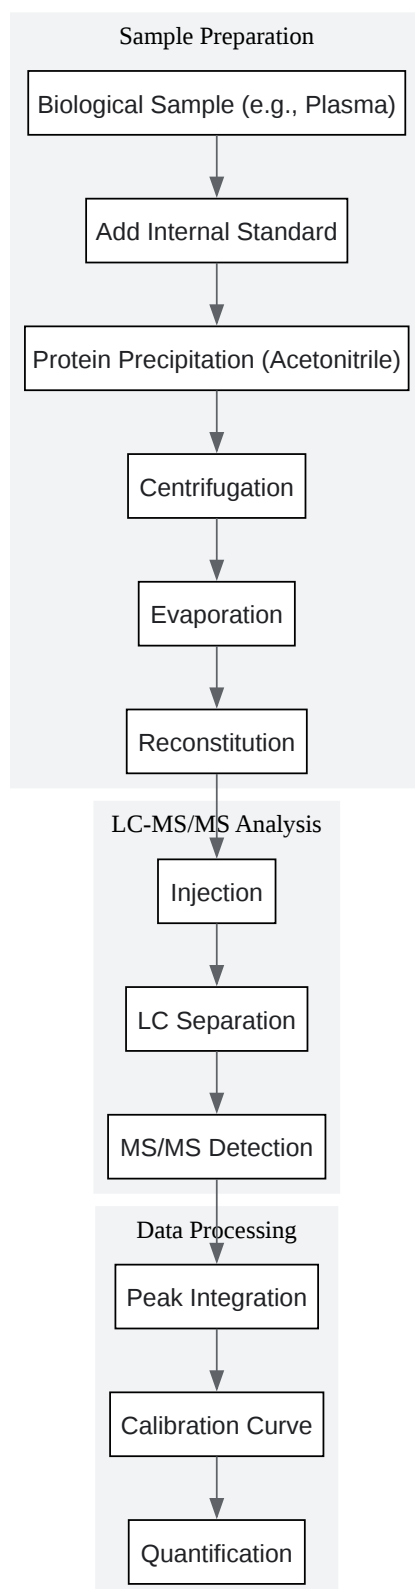 Sample Preparation
Biological Sample (e.g., Plasma)
Add Internal Standard
Protein Precipitation (Acetonitrile)
Centrifugation
Evaporation
Reconstitution
LC-MS/MS Analysis
Injection
LC Separation
MS/MS Detection
Data Processing
Peak Integration
Calibration Curve
Quantification